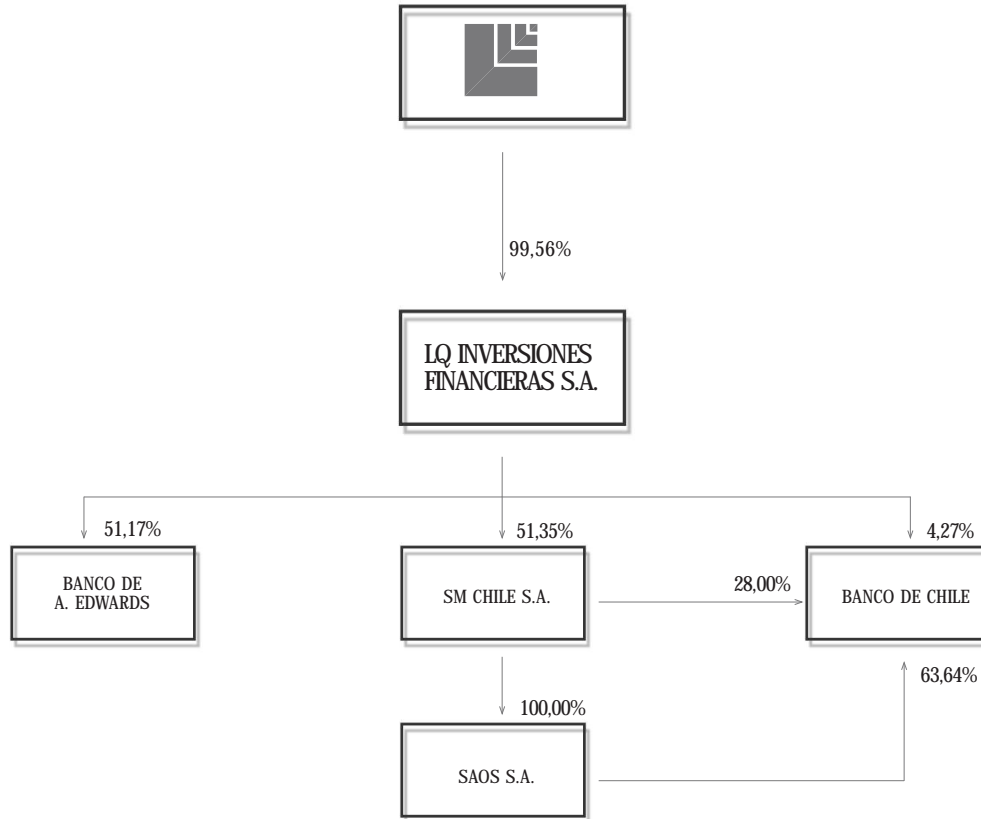 99,56%
LQ INVERSIONES
FINANCIERAS S.A.
51,17%
51,35%
4,27%
BANCO DE
A. EDWARDS
SM CHILE S.A.
28,00%
BANCO DE CHILE
63,64%
100,00%
SAOS S.A.